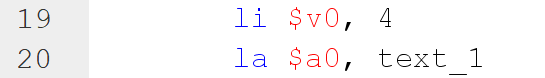 19 li $v0, 4
20 la $a0, text_1